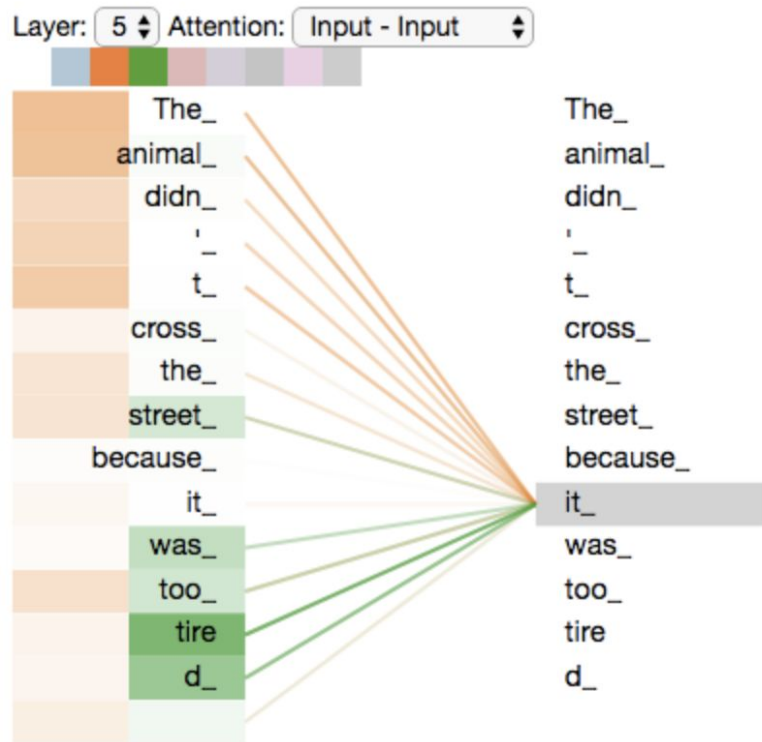 Layer: 5 Attention: Input - Input
The_ The_
animal_ animal_
didn_ didn_
'_ '_
t_ t_
cross_ cross_
the_ the_
street_ street_
because_ because_
it_ it_
was_ was_
too_ too_
tire tire
d_ d_